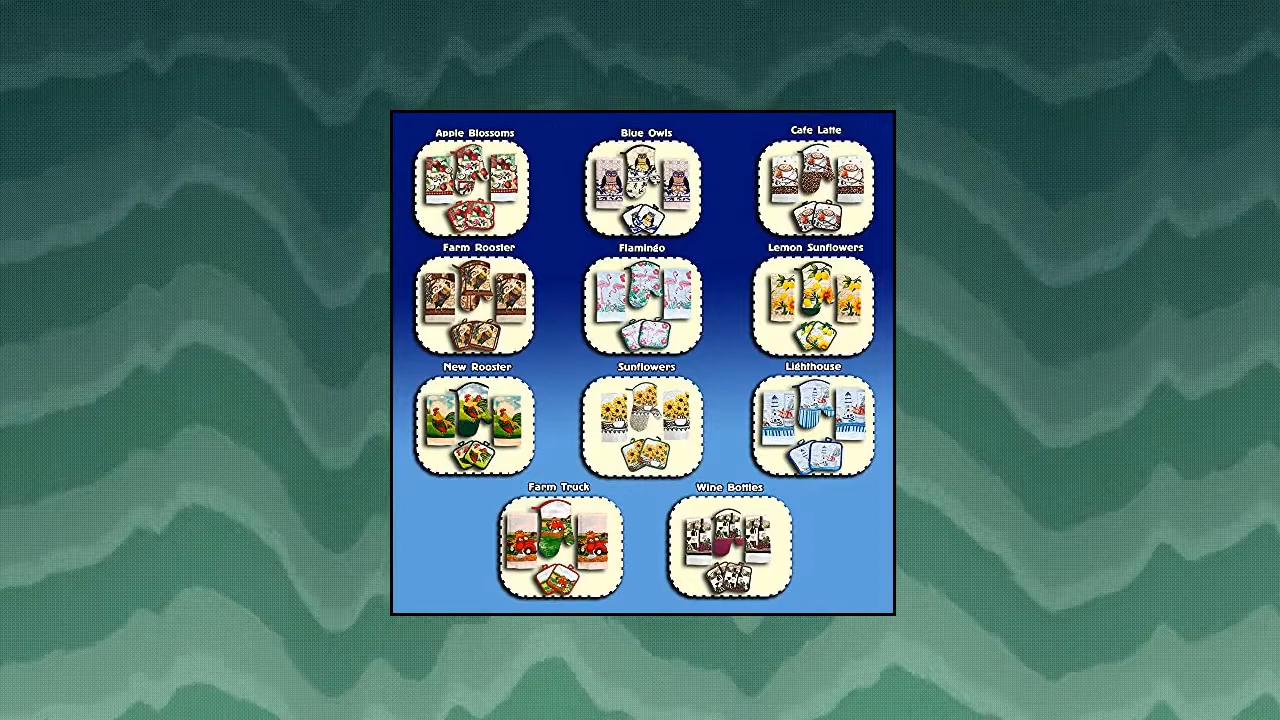 Apple Blossoms
Blue Owls
Cafe Latte
Farm Rooster
Flamingo
Lemon Sunflowers
New Rooster
Sunflowers
Lighthouse
Farm Truck
Wine Bottles